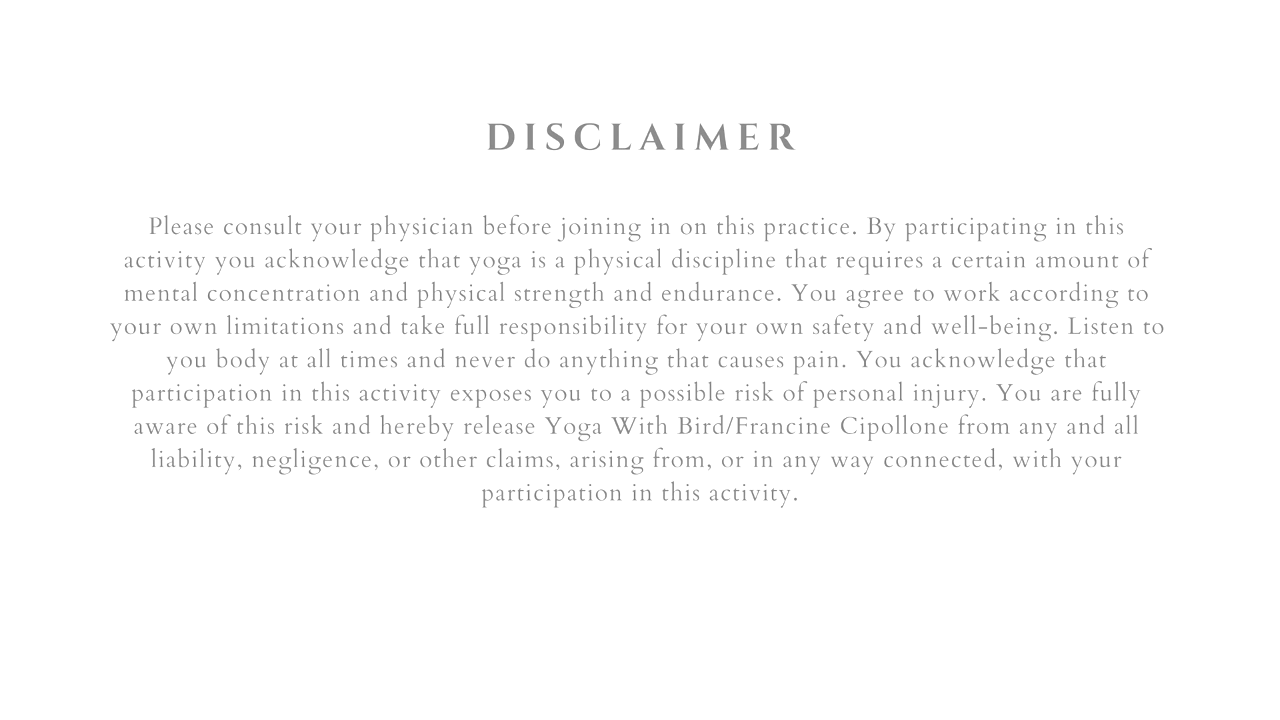 DISCLAIMER
Please consult your physician before joining in on this practice. By participating in this
activity you acknowledge that yoga is a physical discipline that requires a certain amount of
mental concentration and physical strength and endurance. You agree to work according to
your own limitations and take full responsibility for your own safety and well-being. Listen to
you body at all times and never do anything that causes pain. You acknowledge that
participation in this activity exposes you to a possible risk of personal injury. You are fully
aware of this risk and hereby release Yoga With Bird/Francine Cipollone from any and all
liability, negligence, or other claims, arising from, or in any way connected, with your
participation in this activity.